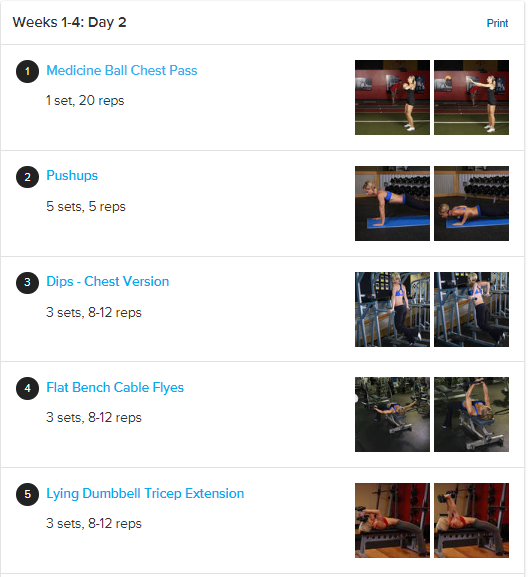 Weeks 1-4: Day 2
Print
1
Medicine Ball Chest Pass
1 set, 20 reps
2
Pushups
5 sets, 5 reps
3
Dips - Chest Version
3 sets, 8-12 reps
4
Flat Bench Cable Flyes
3 sets, 8-12 reps
5
Lying Dumbbell Tricep Extension
3 sets, 8-12 reps